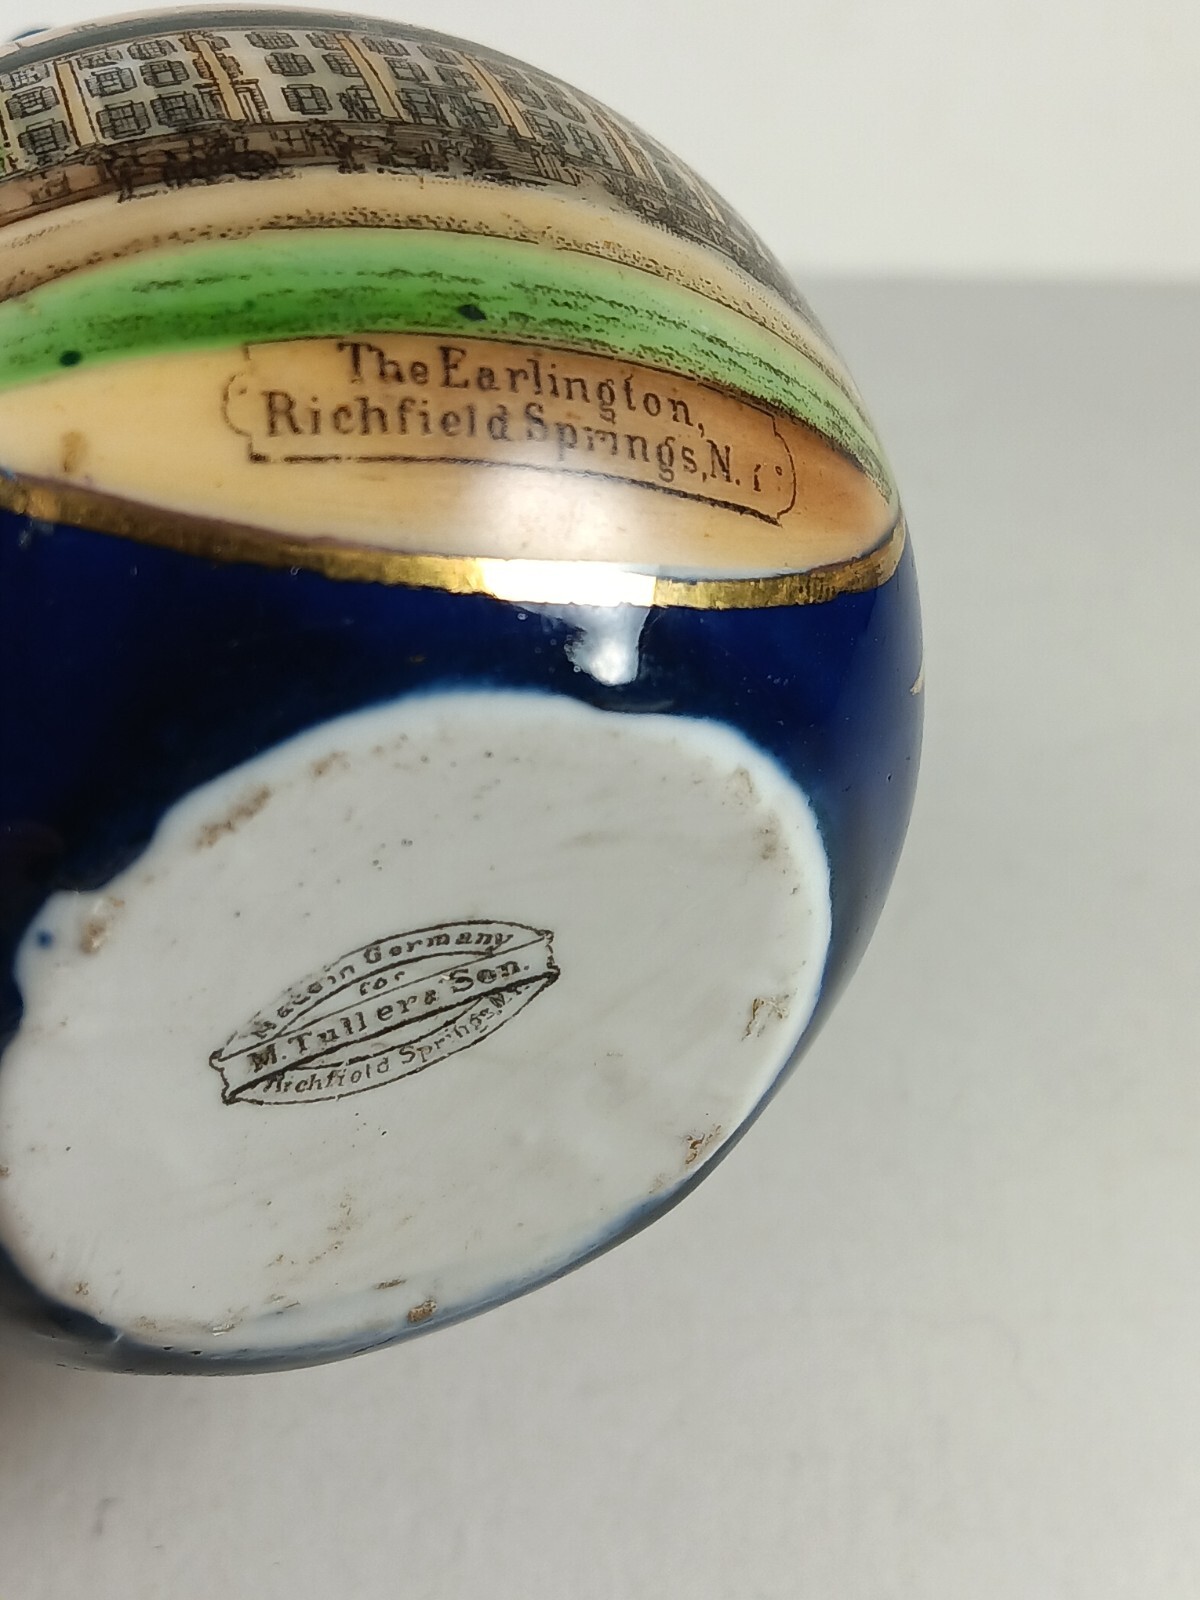 The Earlington,
Richfield Springs, N.
Made in Germany
for
M. Tuller & Son.
Richfield Springs, N.Y.